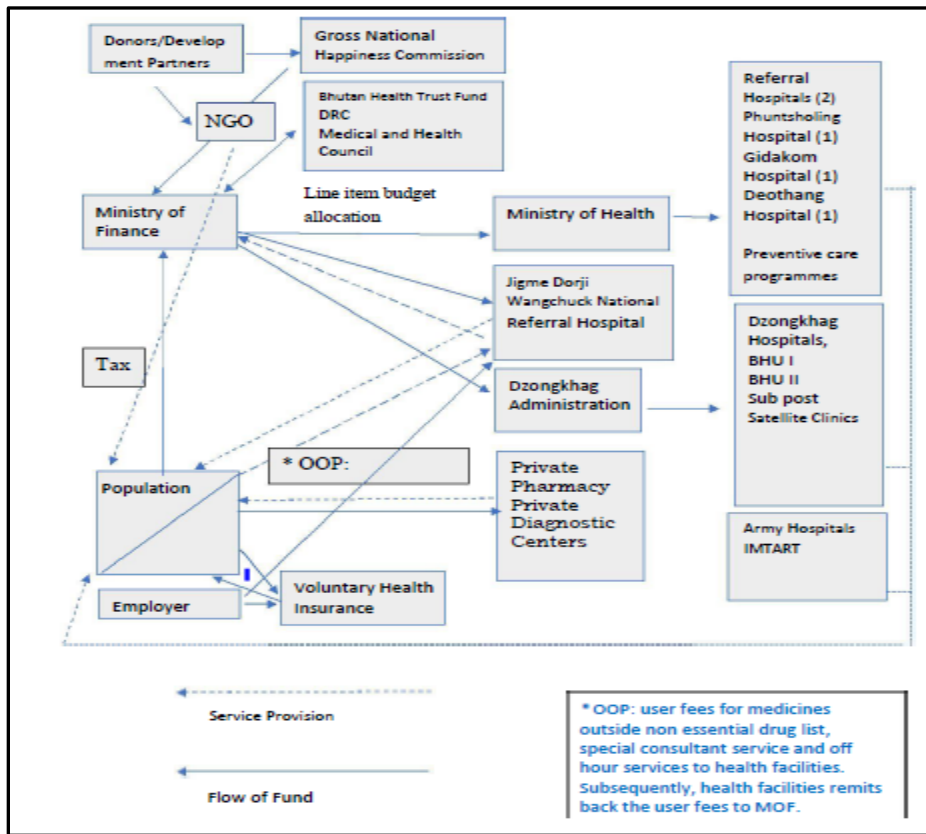 Donors/Develop
ment Partners
Gross National
Happiness Commission
NGO
Bhutan Health Trust Fund
DRC
Medical and Health
Council
Referral
Hospitals (2)
Phuntsholing
Hospital (1)
Gidakom
Hospital (1)
Deothang
Hospital (1)
Preventive care
programmes
Ministry of
Finance
Line item budget
allocation
Ministry of Health
Jigme Dorji
Wangchuck National
Referral Hospital
Tax
Dzongkhag
Administration
Dzongkhag
Hospitals,
BHU I
BHU II
Sub post
Satellite Clinics
* OOP:
Population
Private
Pharmacy
Private
Diagnostic
Centers
Army Hospitals
IMTART
Employer
Voluntary Health
Insurance
Service Provision
Flow of Fund
* OOP: user fees for medicines
outside non essential drug list,
special consultant service and off
hour services to health facilities.
Subsequently, health facilities remits
back the user fees to MOF.